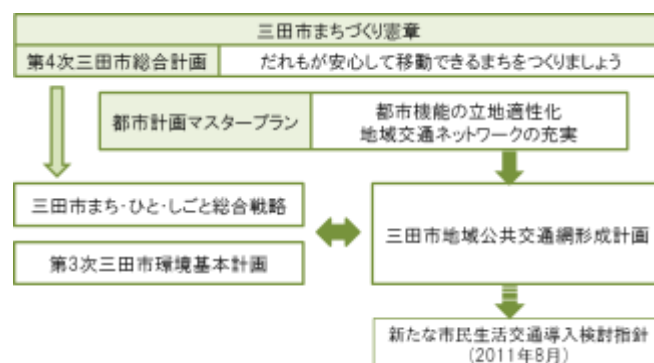 三田市まちづくり憲章
第4次三田市総合計画
だれもが安心して移動できるまちをつくりましょう
都市計画マスタープラン
都市機能の立地適性化
地域交通ネットワークの充実
三田市まち・ひと・しごと総合戦略
三田市地域公共交通網形成計画
第3次三田市環境基本計画
新たな市民生活交通導入検討指針
(2011年8月)